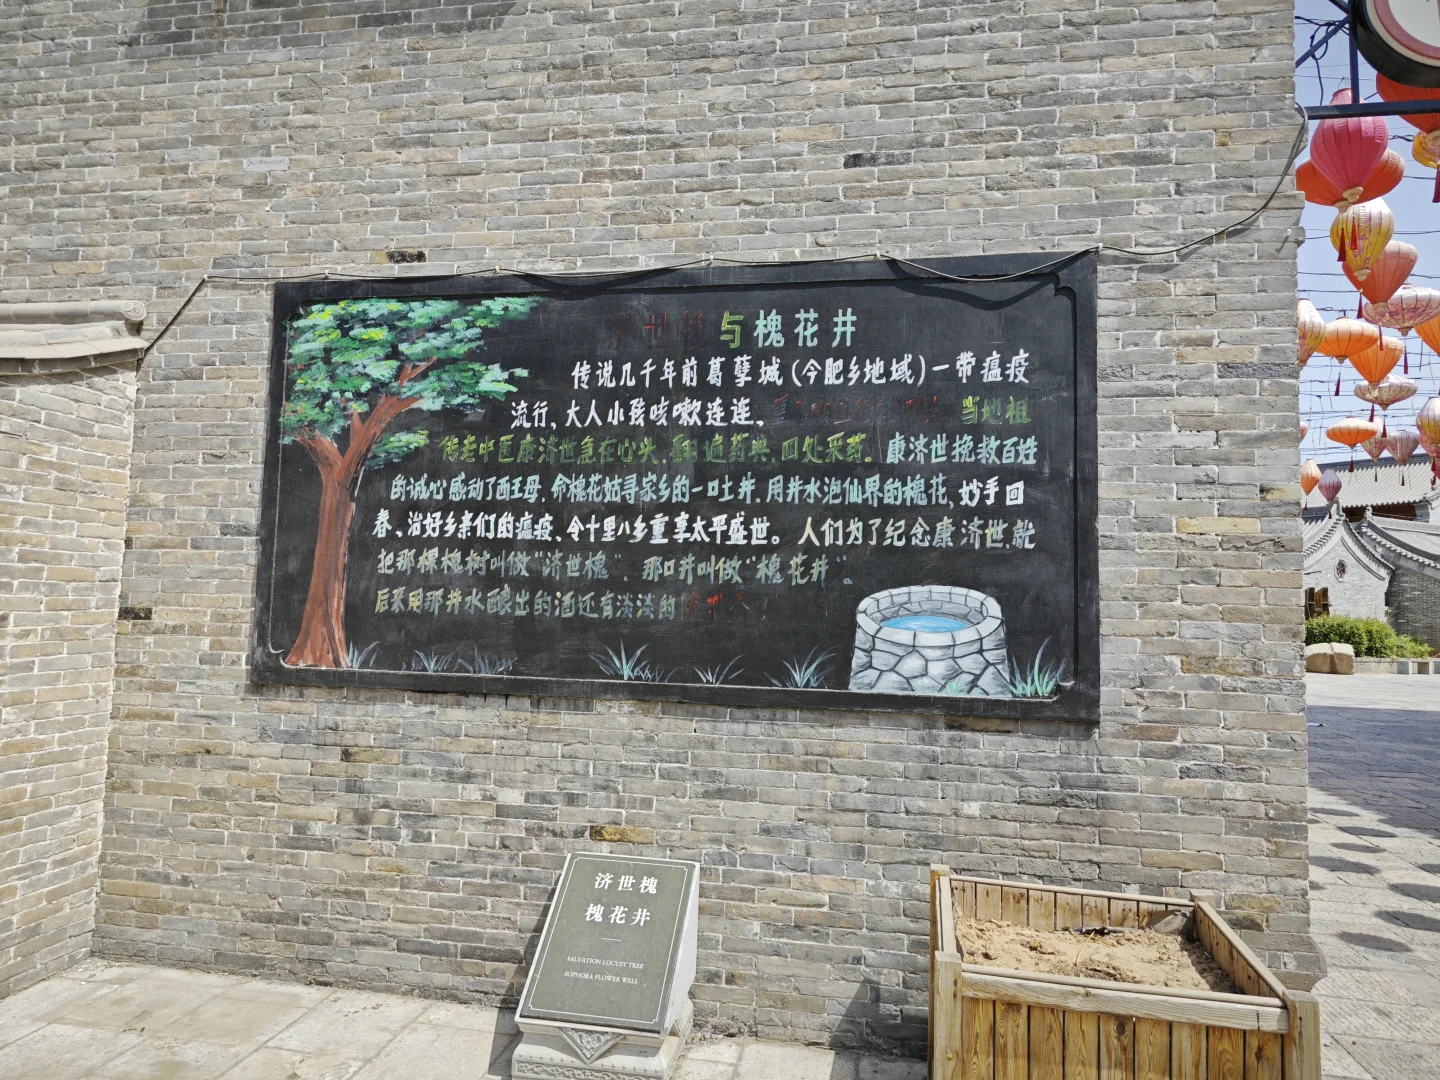 与槐花井
传说几千年前葛孽城(今肥乡地域)一带瘟疫
流行、大人小孩咳嗽连连、 当地祖
传老中医康济世急在心头、翻遍药典、四处采药。康济世挽救百姓
的诚心感动了西王母、命槐花姑寻家乡的一口井、用井水泡仙界的槐花、妙手回
春、治好乡亲们的瘟疫、令十里八乡重享太平盛世。人们为了纪念康济世、就
把那棵槐树叫做“济世槐”、那口井叫做“槐花井”。
后来用那井水酿出的酒还有淡淡的
济世槐
槐花井
SALVATION LOCUST TREE
SOPHORA FLOWER WELL